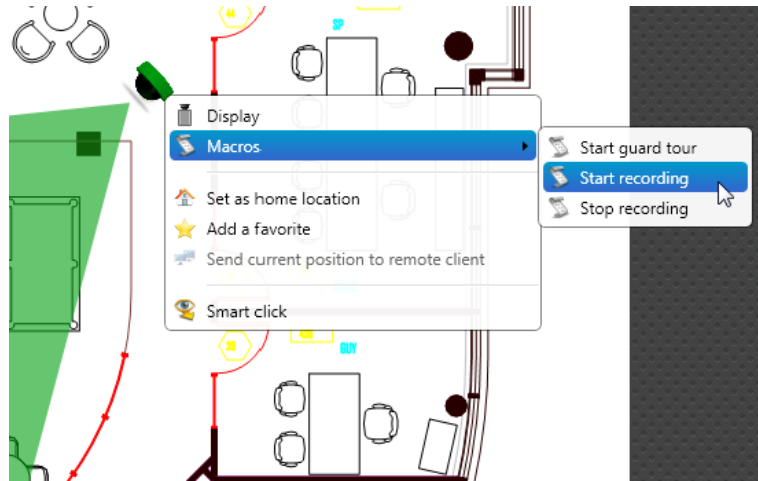 44
SP
Display
Macros
Start guard tour
Start recording
Stop recording
Set as home location
Add a favorite
Send current position to remote client
Smart click
GUY